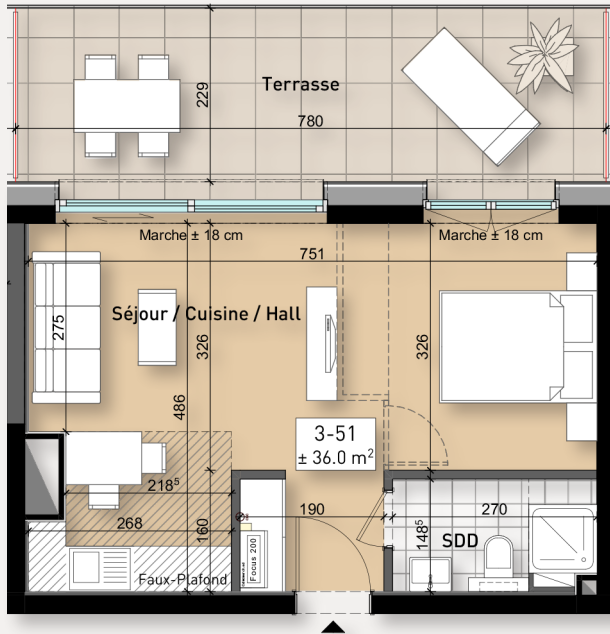 Terrasse
229
780
Marche ± 18 cm
Marche ± 18 cm
751
Séjour / Cuisine / Hall
275
326
326
486
3-51
± 36.0 m²
218⁵
268
160
190
270
148⁵
SDD
Focus 200
Faux-Plafond